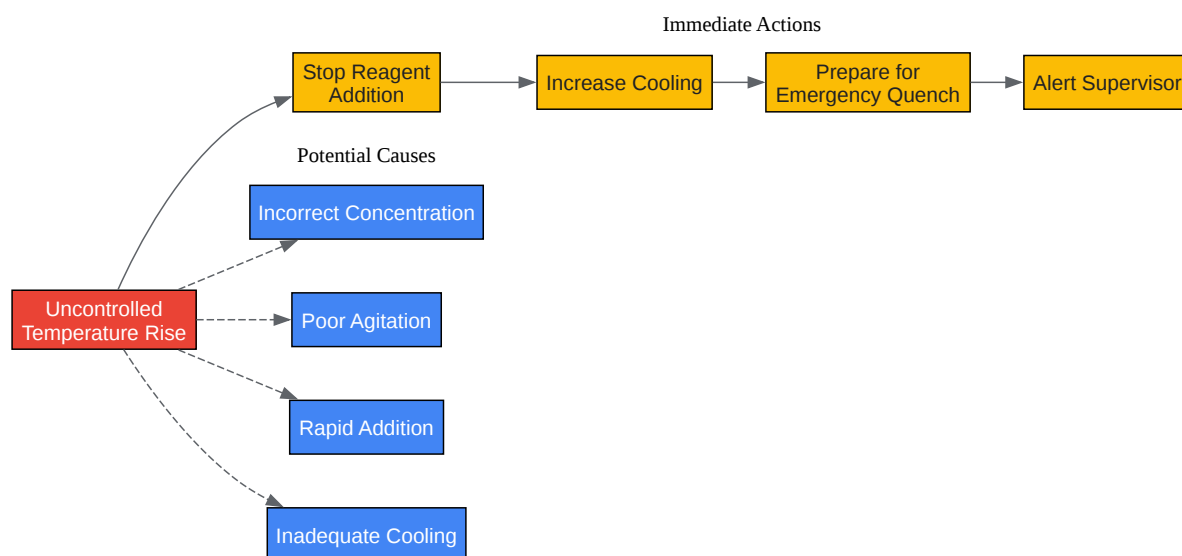 Immediate Actions
Stop Reagent
Addition
Increase Cooling
Prepare for
Emergency Quench
Alert Supervisor
Potential Causes
Incorrect Concentration
Uncontrolled
Temperature Rise
Poor Agitation
Rapid Addition
Inadequate Cooling